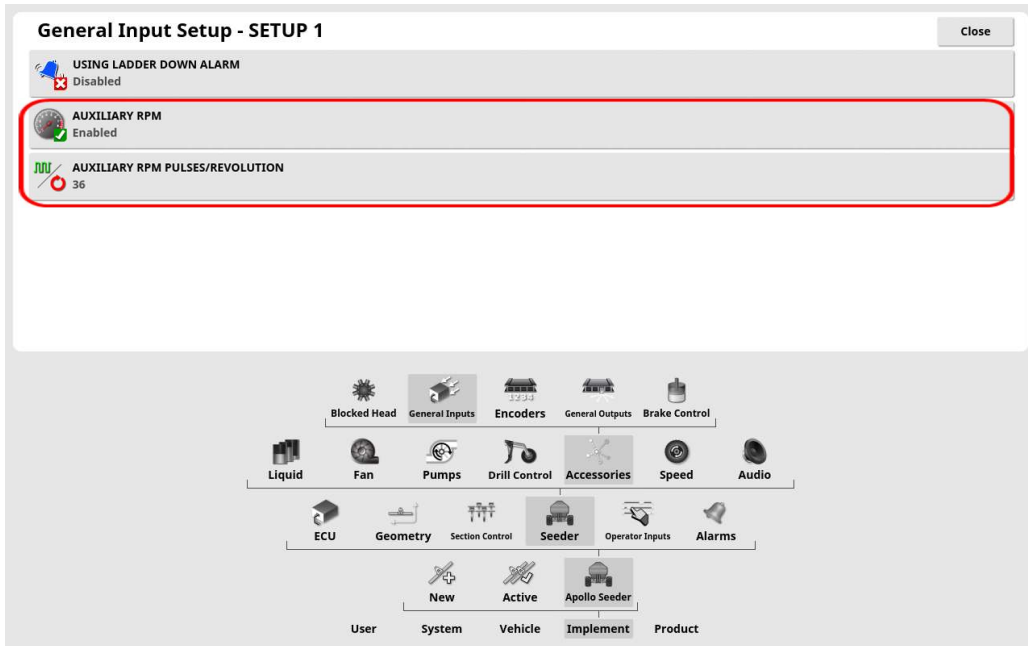 General Input Setup - SETUP 1
Close
USING LADDER DOWN ALARM
Disabled
AUXILIARY RPM
Enabled
AUXILIARY RPM PULSES/REVOLUTION
36
1234
Blocked Head General Inputs Encoders General Outputs Brake Control
Liquid Fan Pumps Drill Control Accessories Speed Audio
ECU Geometry Section Control Seeder Operator Inputs Alarms
New Active Apollo Seeder
User System Vehicle Implement Product